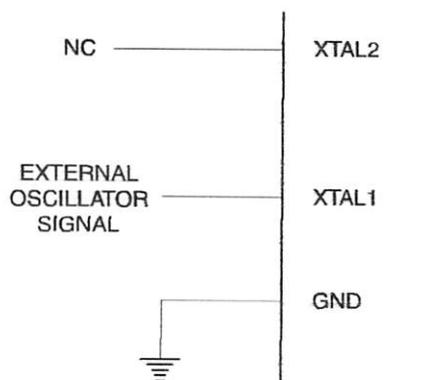 NC XTAL2
EXTERNAL
OSCILLATOR XTAL1
SIGNAL
GND